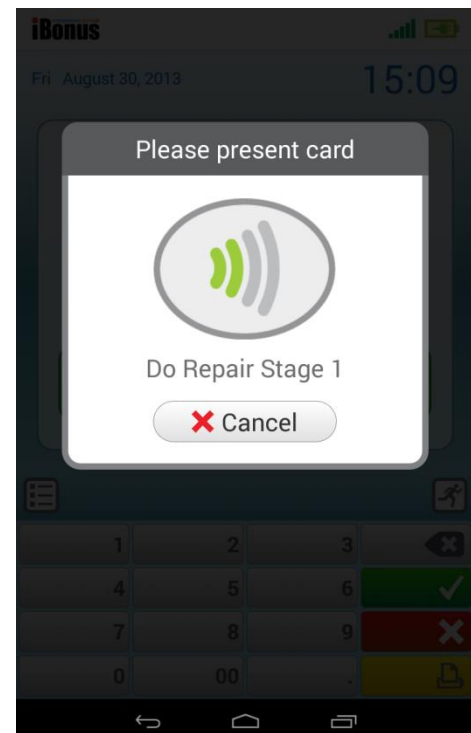 iBonus
Fri August 30, 2013
15:09
Please present card
Do Repair Stage 1
Cancel
1 2 3
4 5 6
7 8 9
0 00 .